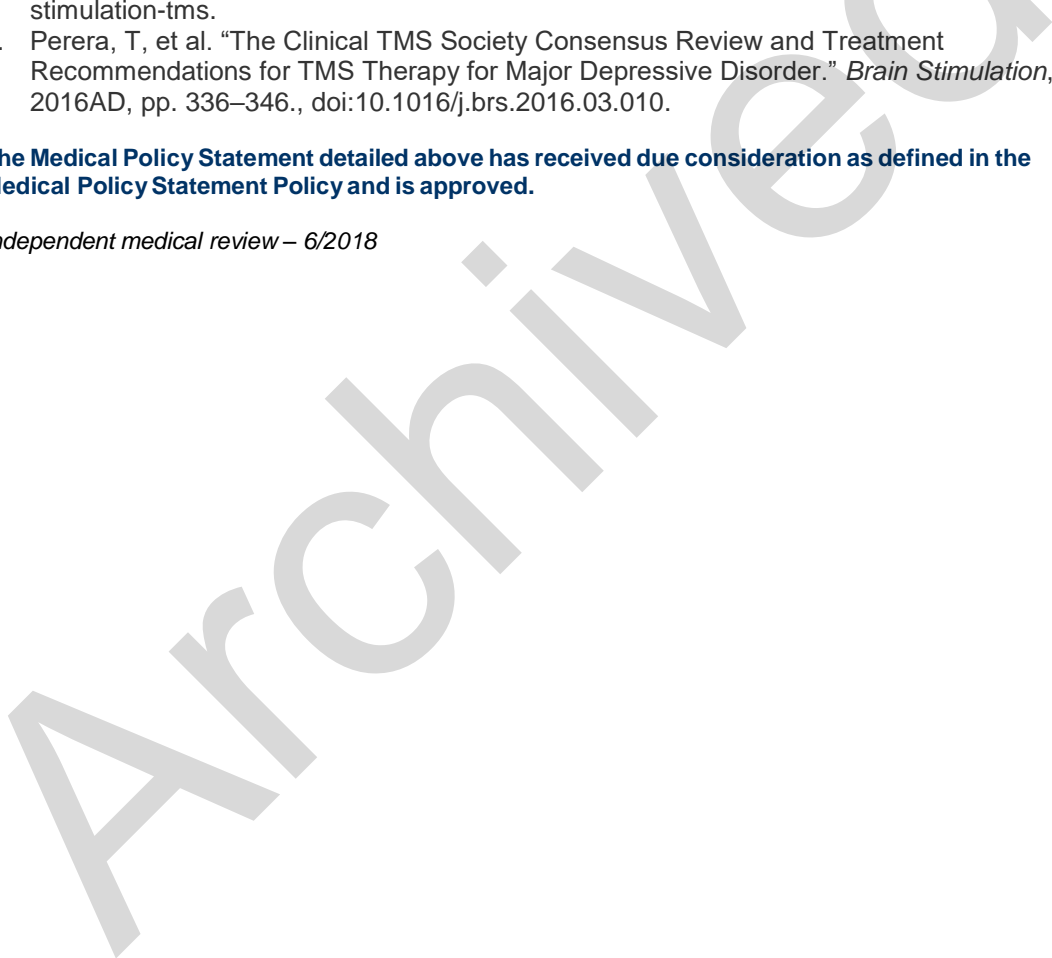 stimulation-tms.
. Perera, T, et al. “The Clinical TMS Society Consensus Review and Treatment
Recommendations for TMS Therapy for Major Depressive Disorder.” Brain Stimulation,
2016AD, pp. 336–346., doi:10.1016/j.brs.2016.03.010.
he Medical Policy Statement detailed above has received due consideration as defined in the
edical Policy Statement Policy and is approved.
ndependent medical review – 6/2018
Archived